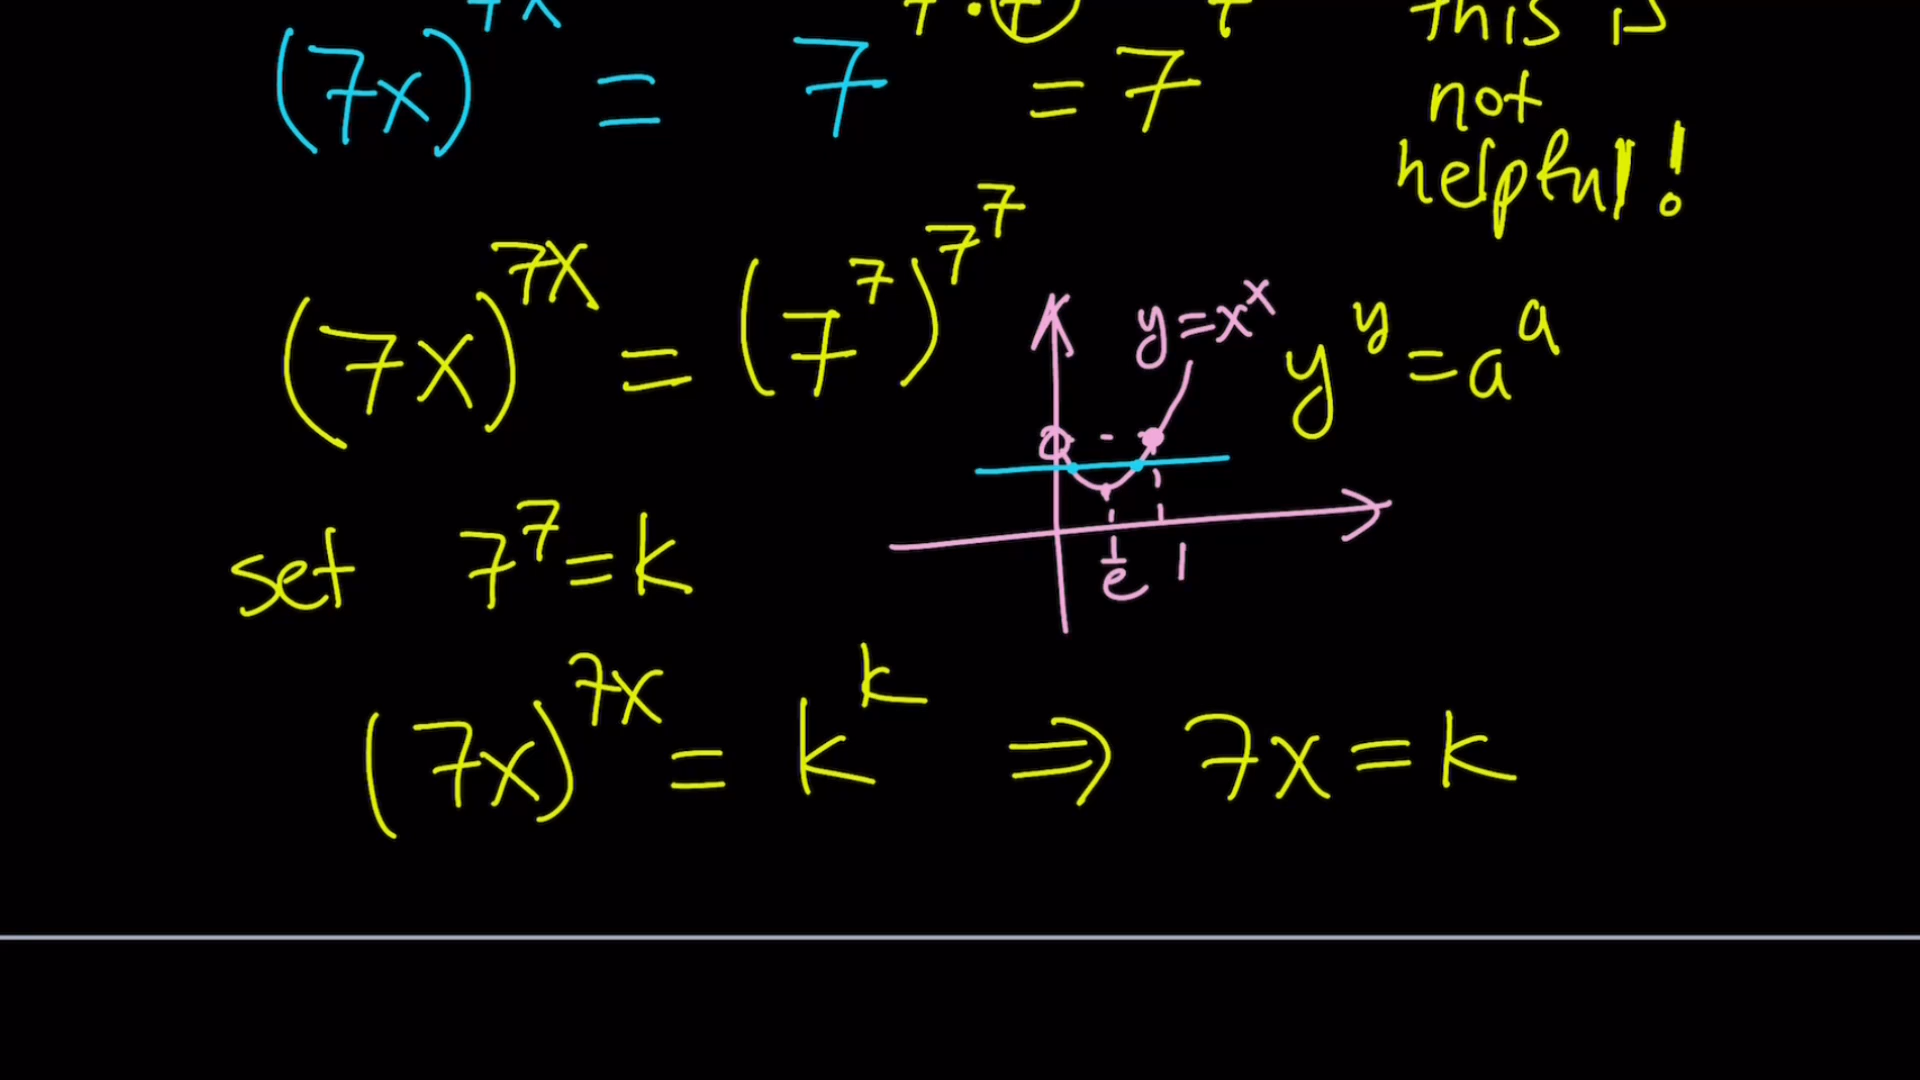 this is
(7x)^{7x} = 7 = 7
not
helpful!
(7x)^{7x} = (7^7)^{7^7}
y=x^x
y^y = a^a
set 7^7 = k
1/e 1
(7x)^{7x} = k^k ⇒ 7x = k